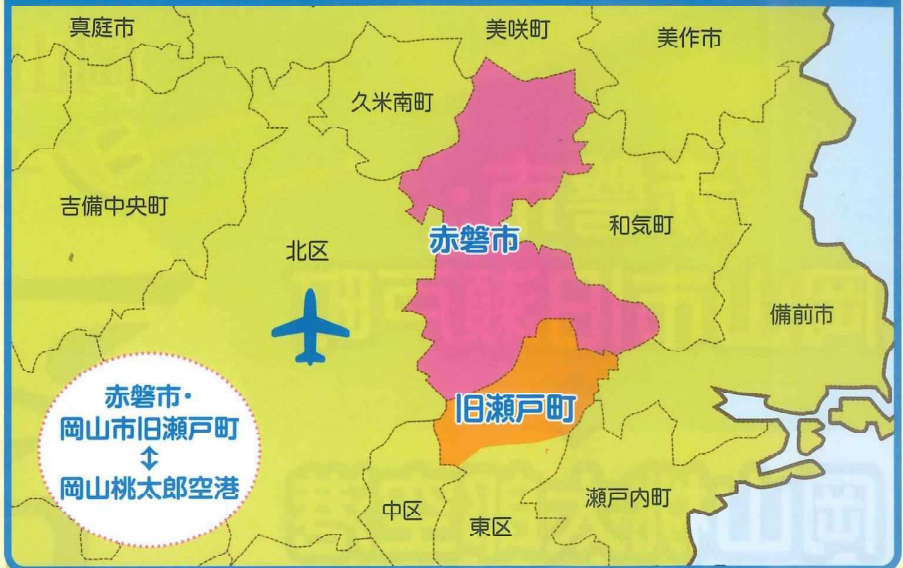 真庭市
美咲町
美作市
久米南町
吉備中央町
北区
赤磐市
和気町
備前市
旧瀬戸町
赤磐市・
岡山市旧瀬戸町
↕
岡山桃太郎空港
中区
東区
瀬戸内町